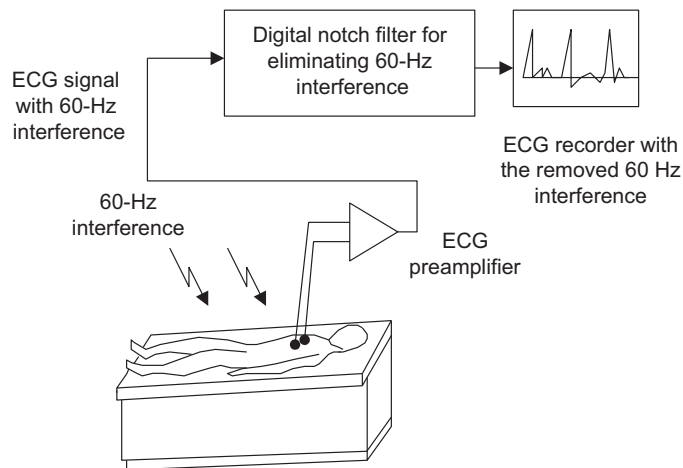 Digital notch filter for
eliminating 60-Hz
interference
ECG signal
with 60-Hz
interference
ECG recorder with
the removed 60 Hz
interference
60-Hz
interference
ECG
preamplifier